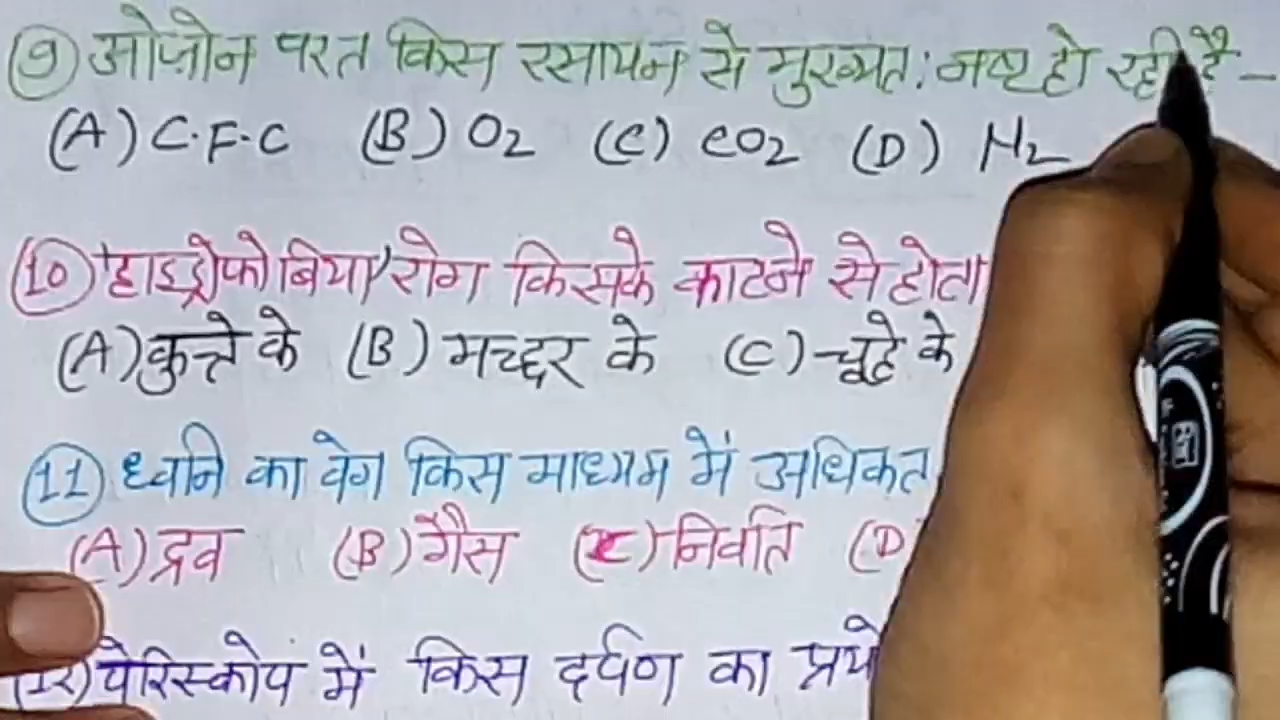 9) ओज़ोन परत किस रसायन से मुख्यत: नष्ट हो रही है –
(A) C.F.C (B) O₂ (C) CO₂ (D) H₂
10) 'हाइड्रोफोबिया' रोग किसके काटने से होता
(A) कुत्ते के (B) मच्छर के (C) चूहे के
11) ध्वनि का वेग किस माध्यम में अधिकत
(A) द्रव (B) गैस (C) निर्वात (D)
12) पेरिस्कोप में किस दर्पण का प्रयो